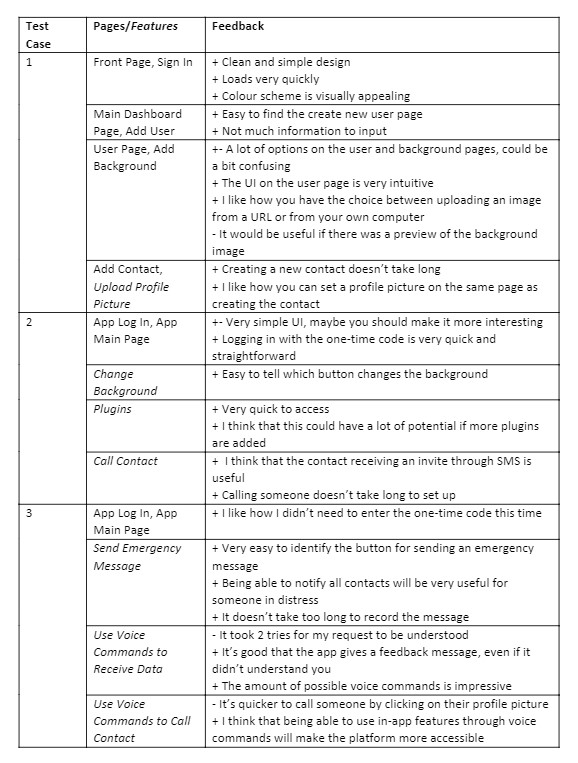 Test Case
Pages/Features
Feedback
1
Front Page, Sign In
+ Clean and simple design
+ Loads very quickly
+ Colour scheme is visually appealing
Main Dashboard
Page, Add User
+ Easy to find the create new user page
+ Not much information to input
User Page, Add
Background
+- A lot of options on the user and background pages, could be
a bit confusing
+ The UI on the user page is very intuitive
+ I like how you have the choice between uploading an image
from a URL or from your own computer
- It would be useful if there was a preview of the background
image
Add Contact,
Upload Profile
Picture
+ Creating a new contact doesn’t take long
+ I like how you can set a profile picture on the same page as
creating the contact
2
App Log In, App
Main Page
+- Very simple UI, maybe you should make it more interesting
+ Logging in with the one-time code is very quick and
straightforward
Change
Background
+ Easy to tell which button changes the background
Plugins
+ Very quick to access
+ I think that this could have a lot of potential if more plugins
are added
Call Contact
+ I think that the contact receiving an invite through SMS is
useful
+ Calling someone doesn’t take long to set up
3
App Log In, App
Main Page
+ I like how I didn’t need to enter the one-time code this time
Send Emergency
Message
+ Very easy to identify the button for sending an emergency
message
+ Being able to notify all contacts will be very useful for
someone in distress
+ It doesn’t take too long to record the message
Use Voice
Commands to
Receive Data
- It took 2 tries for my request to be understood
+ It’s good that the app gives a feedback message, even if it
didn’t understand you
+ The amount of possible voice commands is impressive
Use Voice
Commands to Call
Contact
- It’s quicker to call someone by clicking on their profile picture
+ I think that being able to use in-app features through voice
commands will make the platform more accessible